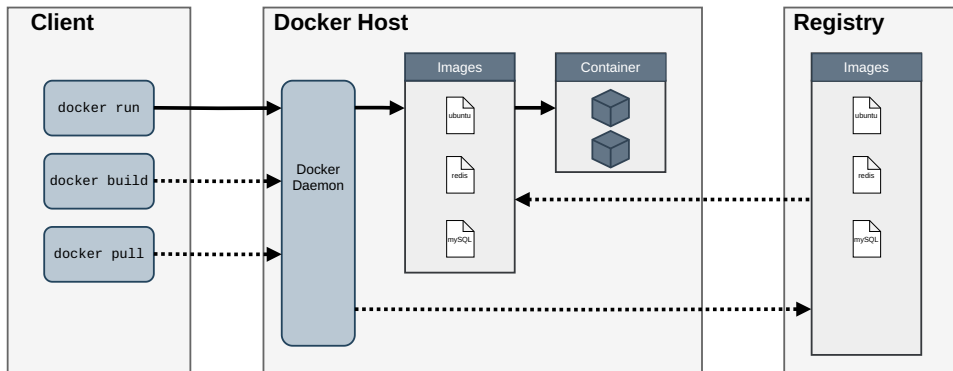 Client
docker run
docker build
docker pull
Docker Host
Docker
Daemon
Images
ubuntu
redis
mySQL
Container
Registry
Images
ubuntu
redis
mySQL